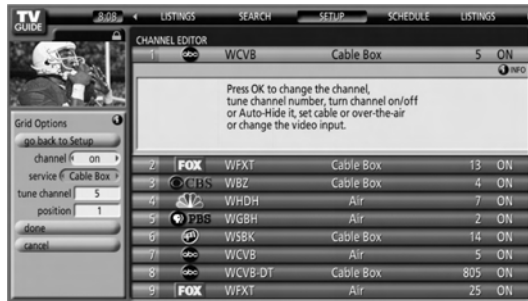 TV GUIDE
8:08
LISTINGS SEARCH SETUP SCHEDULE LISTINGS
CHANNEL EDITOR
1 abc WCVB Cable Box 5 ON
INFO
Press OK to change the channel,
tune channel number, turn channel on/off
or Auto-Hide it, set cable or over-the-air
or change the video input.
Grid Options
go back to Setup
channel on
service Cable Box
tune channel 5
position 1
done
cancel
2 FOX WFXT Cable Box 13 ON
3 CBS WBZ Cable Box 4 ON
4 WHDH Air 7 ON
5 PBS WGBH Air 2 ON
6 WSBK Cable Box 14 ON
7 abc WCVB Air 5 ON
8 abc WCVB-DT Cable Box 805 ON
9 FOX WFXT Air 25 ON